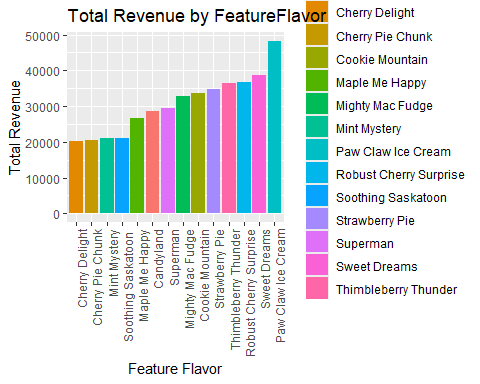 Total Revenue by FeatureFlavor
Total Revenue
50000
40000
30000
20000
10000
0
Cherry Delight
Cherry Pie Chunk
Mint Mystery
Soothing Saskatoon
Maple Me Happy
Candyland
Superman
Mighty Mac Fudge
Cookie Mountain
Strawberry Pie
Thimbleberry Thunder
Robust Cherry Surprise
Sweet Dreams
Paw Claw Ice Cream
Feature Flavor
Cherry Delight
Cherry Pie Chunk
Cookie Mountain
Maple Me Happy
Mighty Mac Fudge
Mint Mystery
Paw Claw Ice Cream
Robust Cherry Surprise
Soothing Saskatoon
Strawberry Pie
Superman
Sweet Dreams
Thimbleberry Thunder